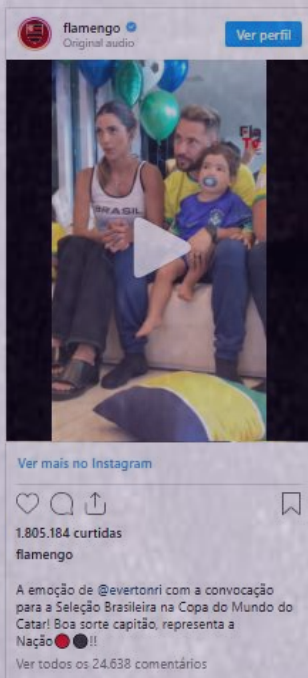 flamengo
Original audio
Ver perfil
Fla
TV
BRASIL
Ver mais no Instagram
1.805.184 curtidas
flamengo
A emoção de @evertonri com a convocação
para a Seleção Brasileira na Copa do Mundo do
Catar! Boa sorte capitão, representa a
Nação🔴⚫!!
Ver todos os 24.638 comentários